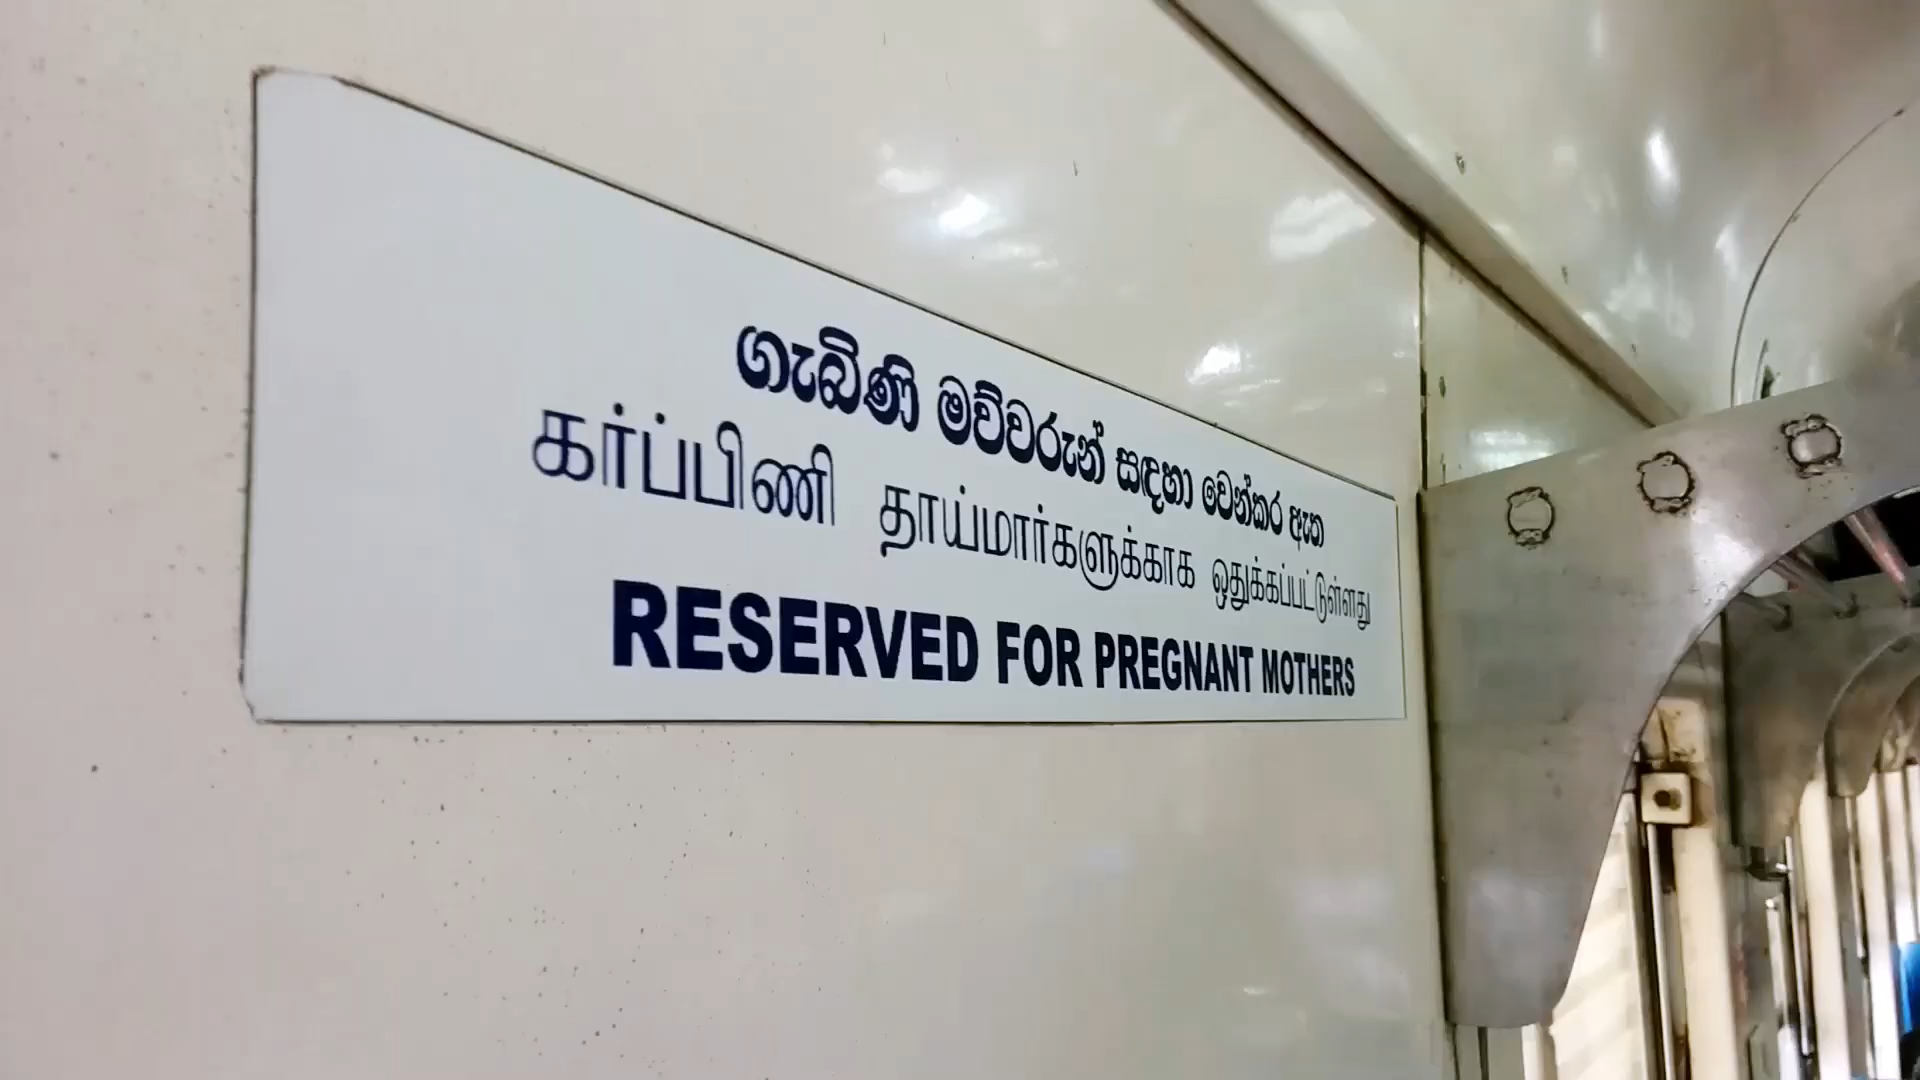 ගැබිණි මව්වරුන් සඳහා වෙන්කර ඇත
கர்ப்பிணி தாய்மார்களுக்காக ஒதுக்கப்பட்டுள்ளது
RESERVED FOR PREGNANT MOTHERS